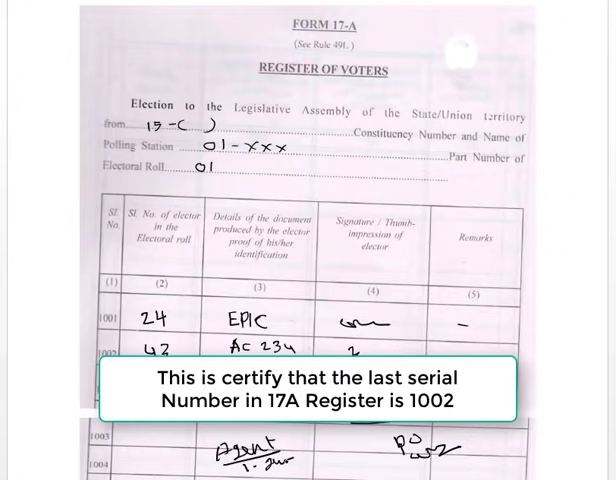 FORM 17-A
(See Rule 49L)
REGISTER OF VOTERS
Election to the Legislative Assembly of the State/Union territory
from 15-( ) Constituency Number and Name of
Polling Station 01-xxx Part Number of
Electoral Roll 01
Sl. No. Sl. No. of elector in the Electoral roll Details of the document produced by the elector proof of his/her identification Signature / Thumb-impression of elector Remarks
(1) (2) (3) (4) (5)
1001 24 EPIC –
1002 42 AC 234
This is certify that the last serial
Number in 17A Register is 1002
1003
Agent PO
1004